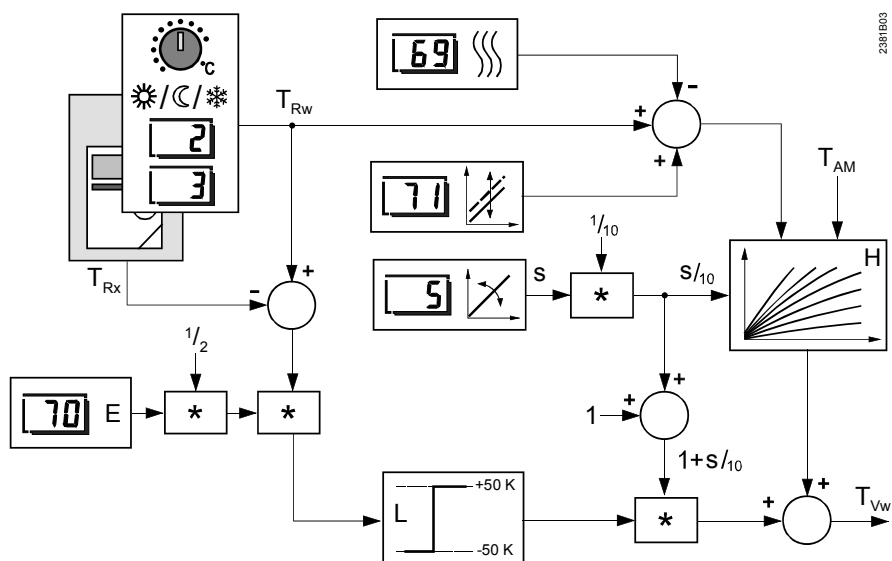 2381B03
69
°C
T_Rw
-
+
+
2
3
71
T_AM
1/10
H
T_Rx
-
+
5
s
*
s/10
1/2
+
1
+
70
E
*
*
1+s/10
L
+50 K
-50 K
*
+
+
T_Vw